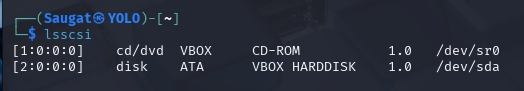 ┌──(Saugat㉿YOLO)-[~]
└─$ lsscsi
[1:0:0:0]    cd/dvd  VBOX     CD-ROM           1.0   /dev/sr0
[2:0:0:0]    disk    ATA      VBOX HARDDISK    1.0   /dev/sda